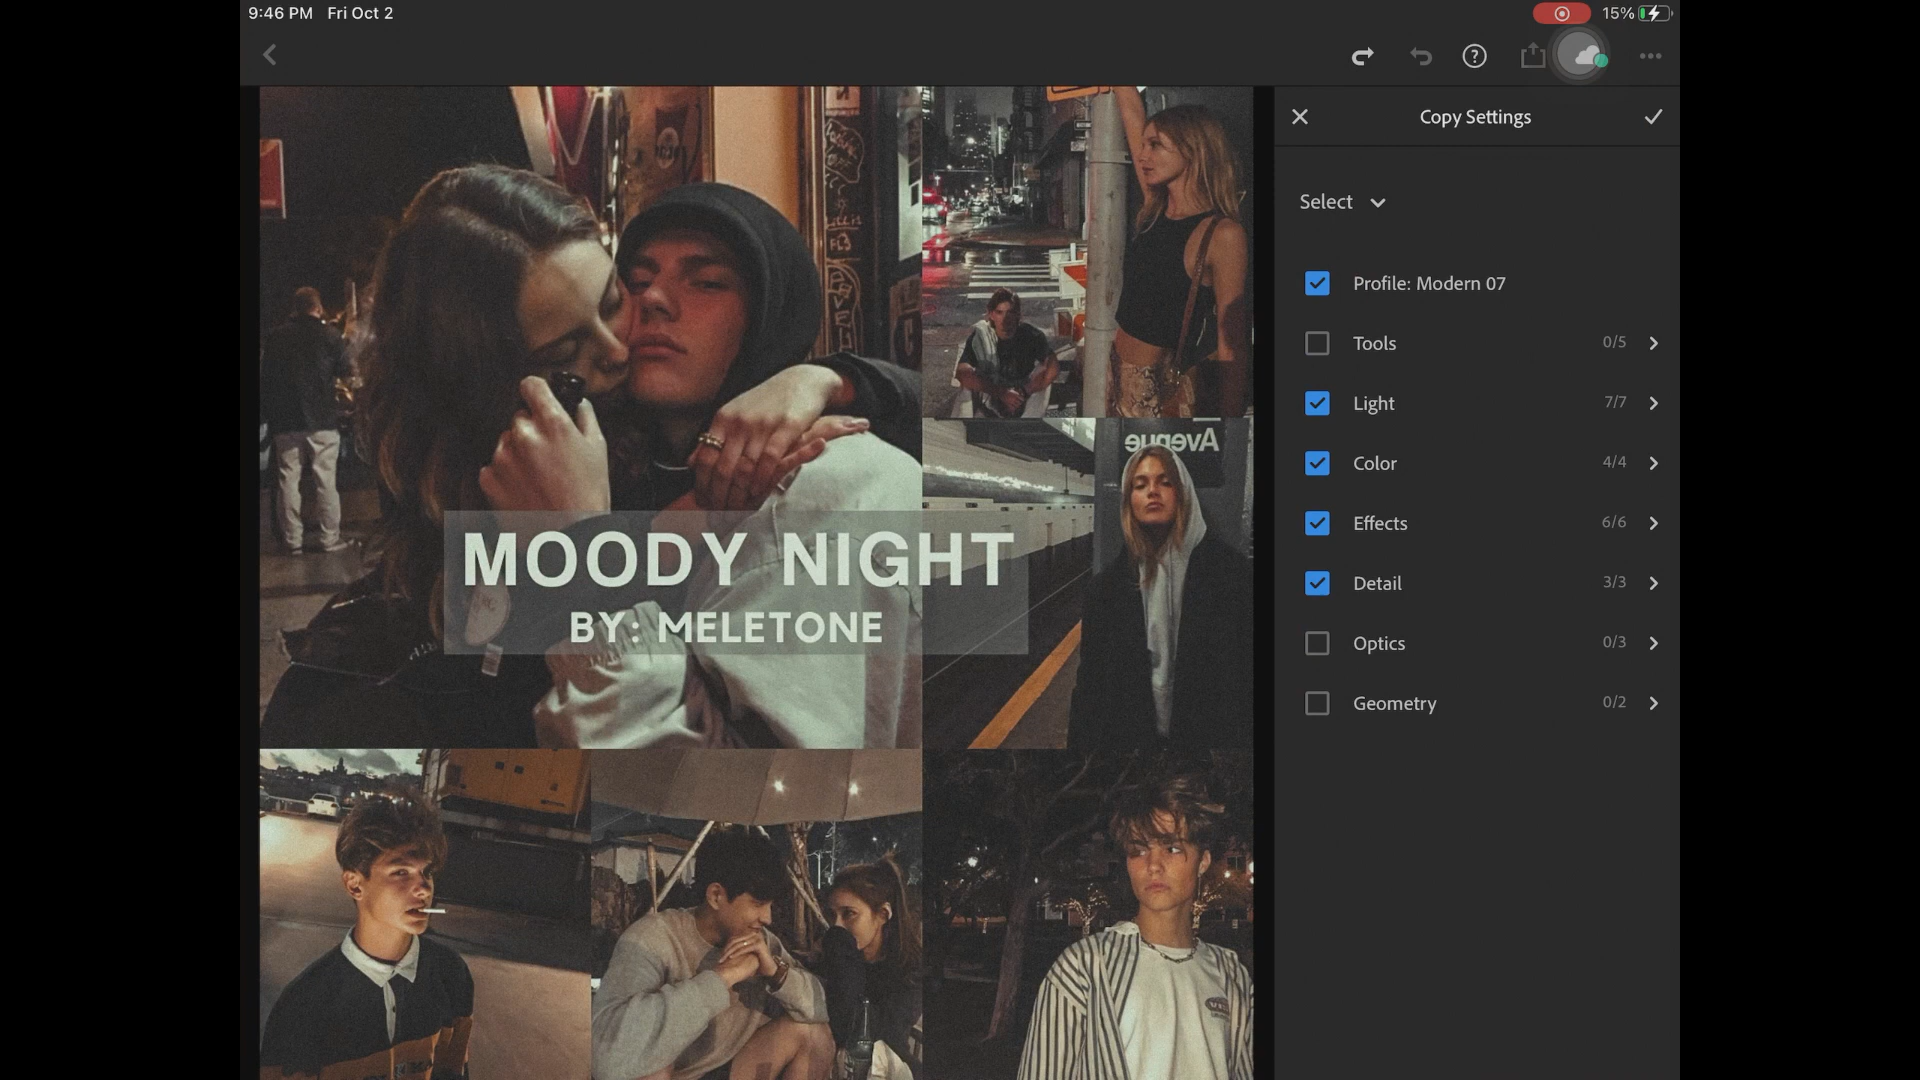 9:46 PM Fri Oct 2
15%
Copy Settings
Select
Profile: Modern 07
Tools 0/5
Light 7/7
Color 4/4
Effects 6/6
Detail 3/3
Optics 0/3
Geometry 0/2
Avenue
MOODY NIGHT
BY: MELETONE